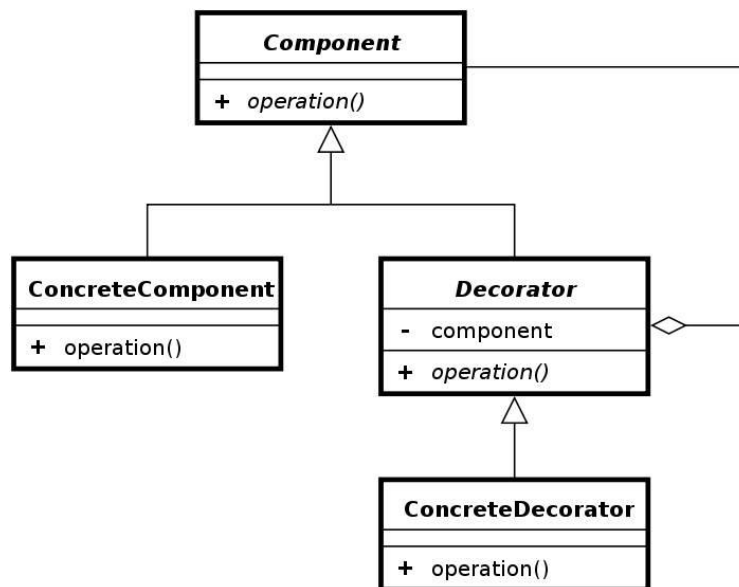 Component
+ operation()
ConcreteComponent
+ operation()
Decorator
- component
+ operation()
ConcreteDecorator
+ operation()